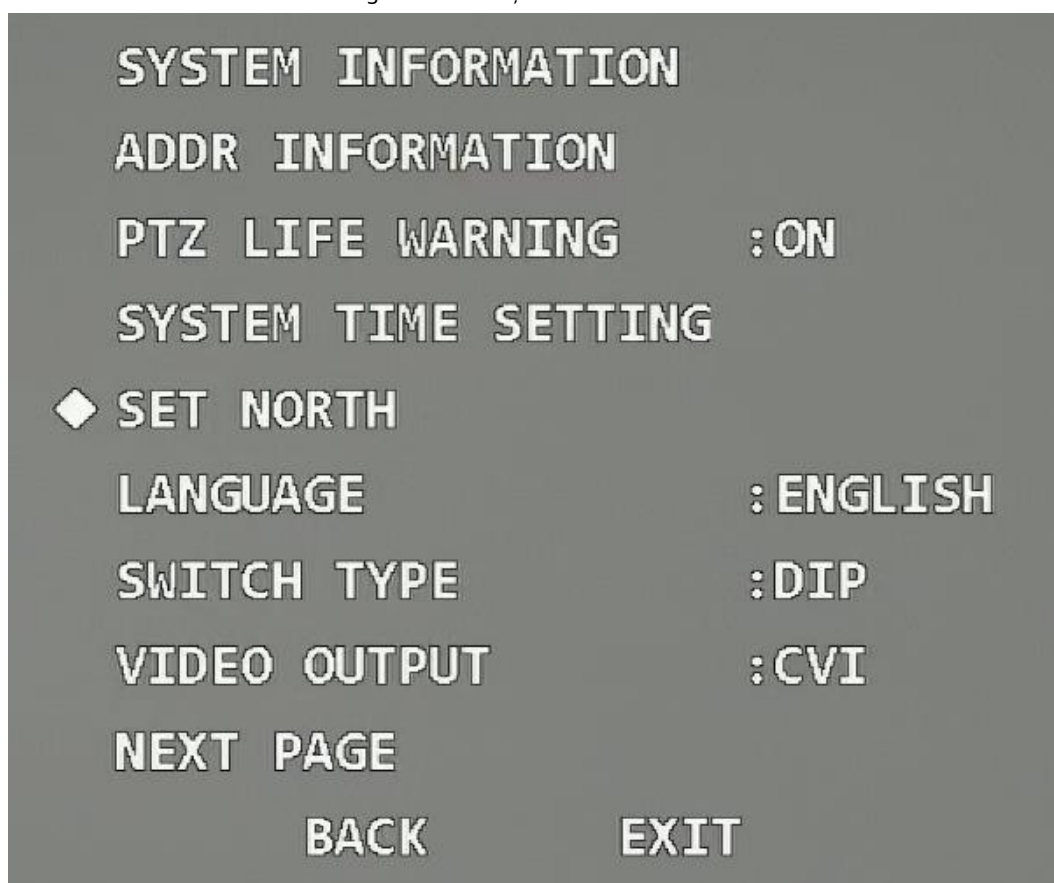 SYSTEM INFORMATION
ADDR INFORMATION
PTZ LIFE WARNING :ON
SYSTEM TIME SETTING
SET NORTH
LANGUAGE :ENGLISH
SWITCH TYPE :DIP
VIDEO OUTPUT :CVI
NEXT PAGE
BACK EXIT